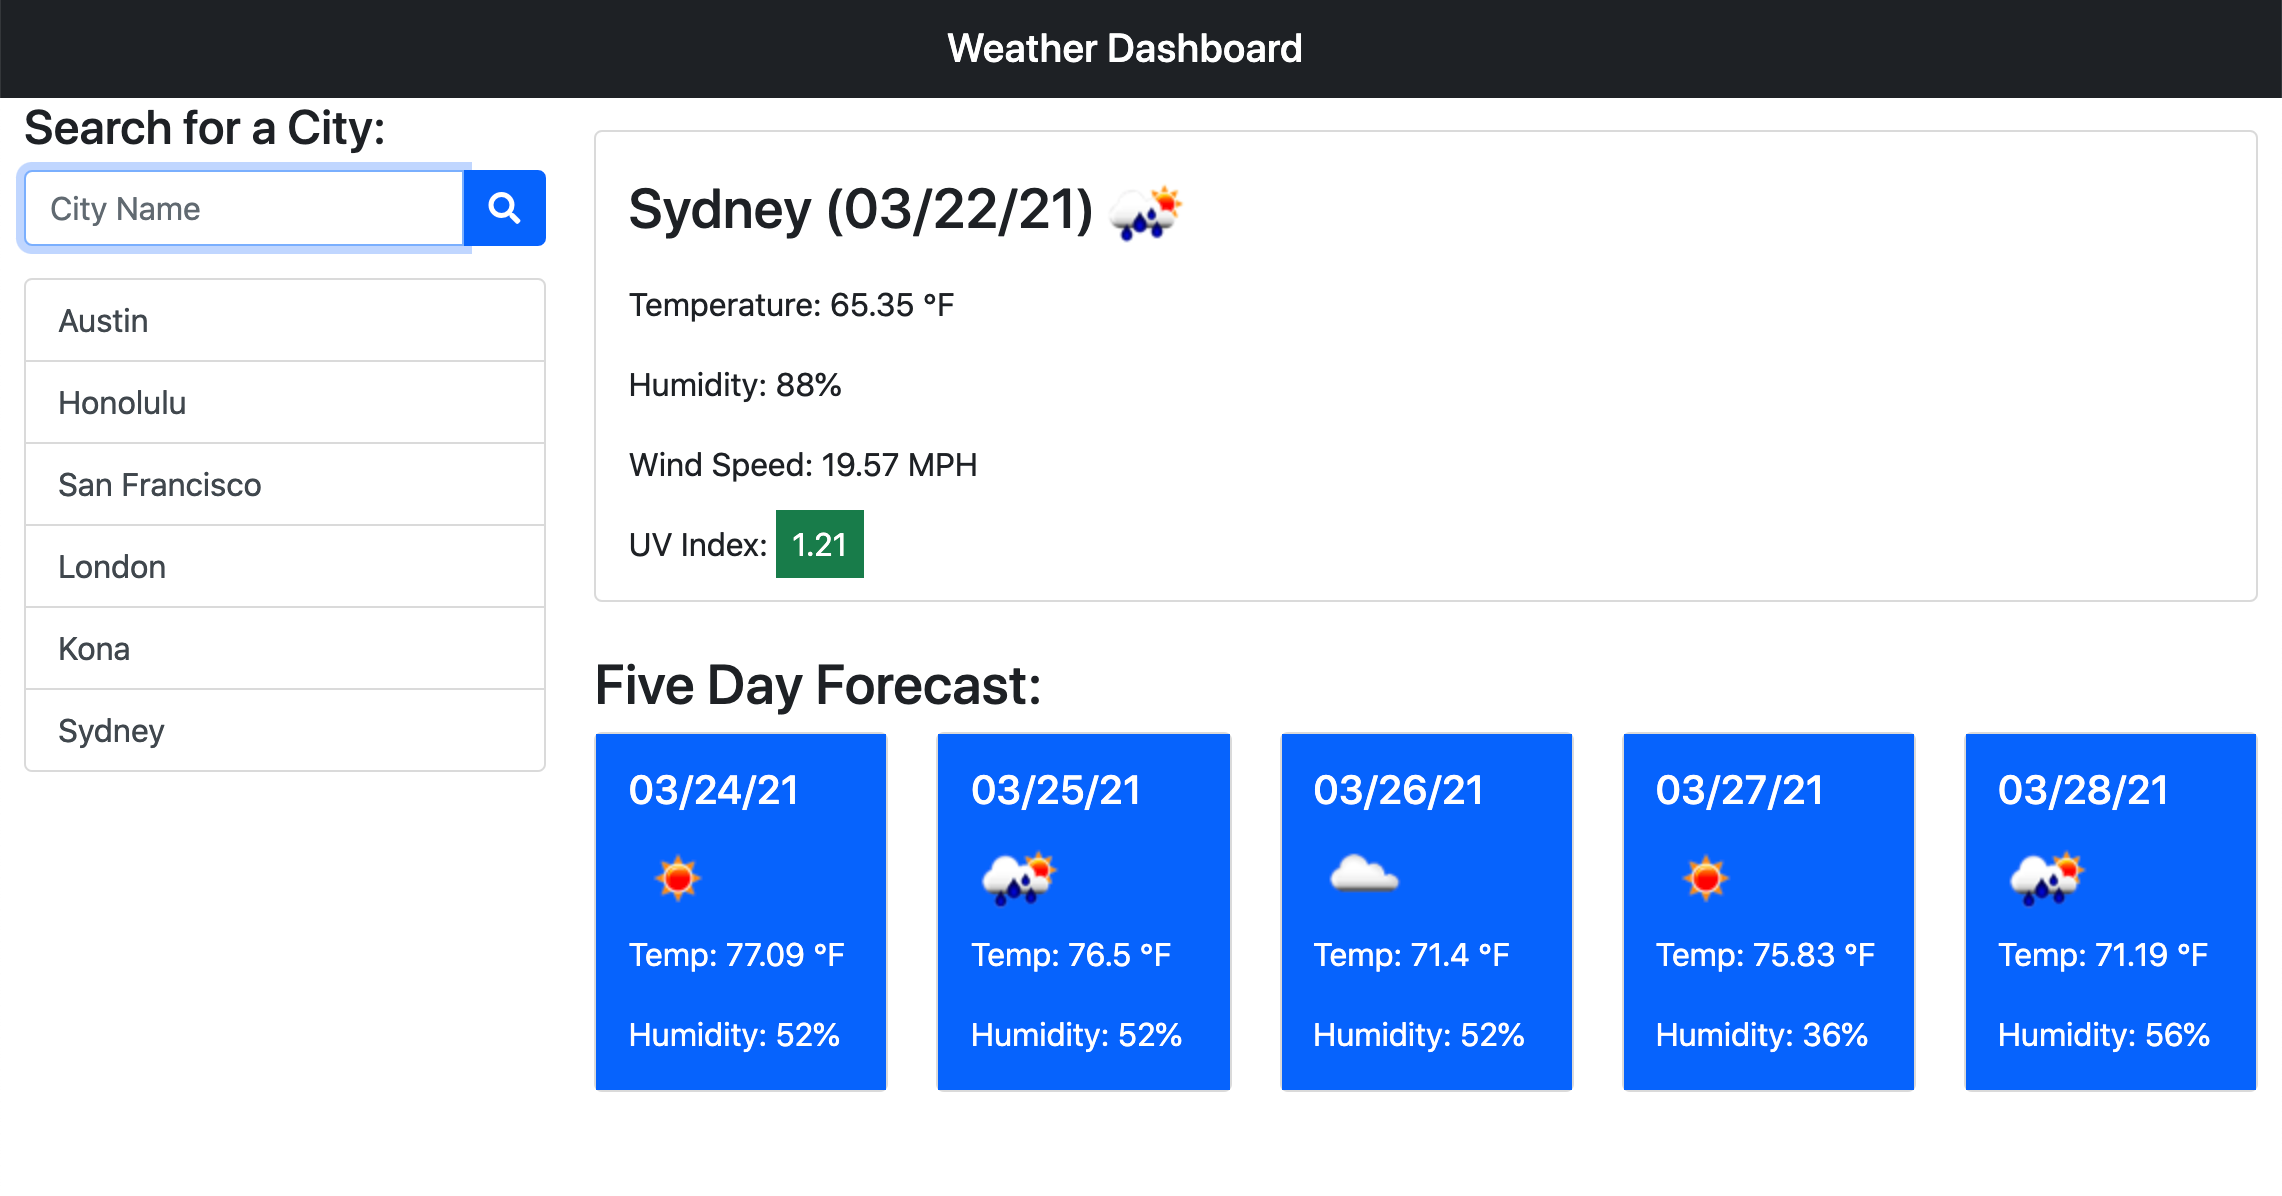 Weather Dashboard
Search for a City:
City Name
Austin
Honolulu
San Francisco
London
Kona
Sydney
Sydney (03/22/21)
Temperature: 65.35 °F
Humidity: 88%
Wind Speed: 19.57 MPH
UV Index: 1.21
Five Day Forecast:
03/24/21
Temp: 77.09 °F
Humidity: 52%
03/25/21
Temp: 76.5 °F
Humidity: 52%
03/26/21
Temp: 71.4 °F
Humidity: 52%
03/27/21
Temp: 75.83 °F
Humidity: 36%
03/28/21
Temp: 71.19 °F
Humidity: 56%